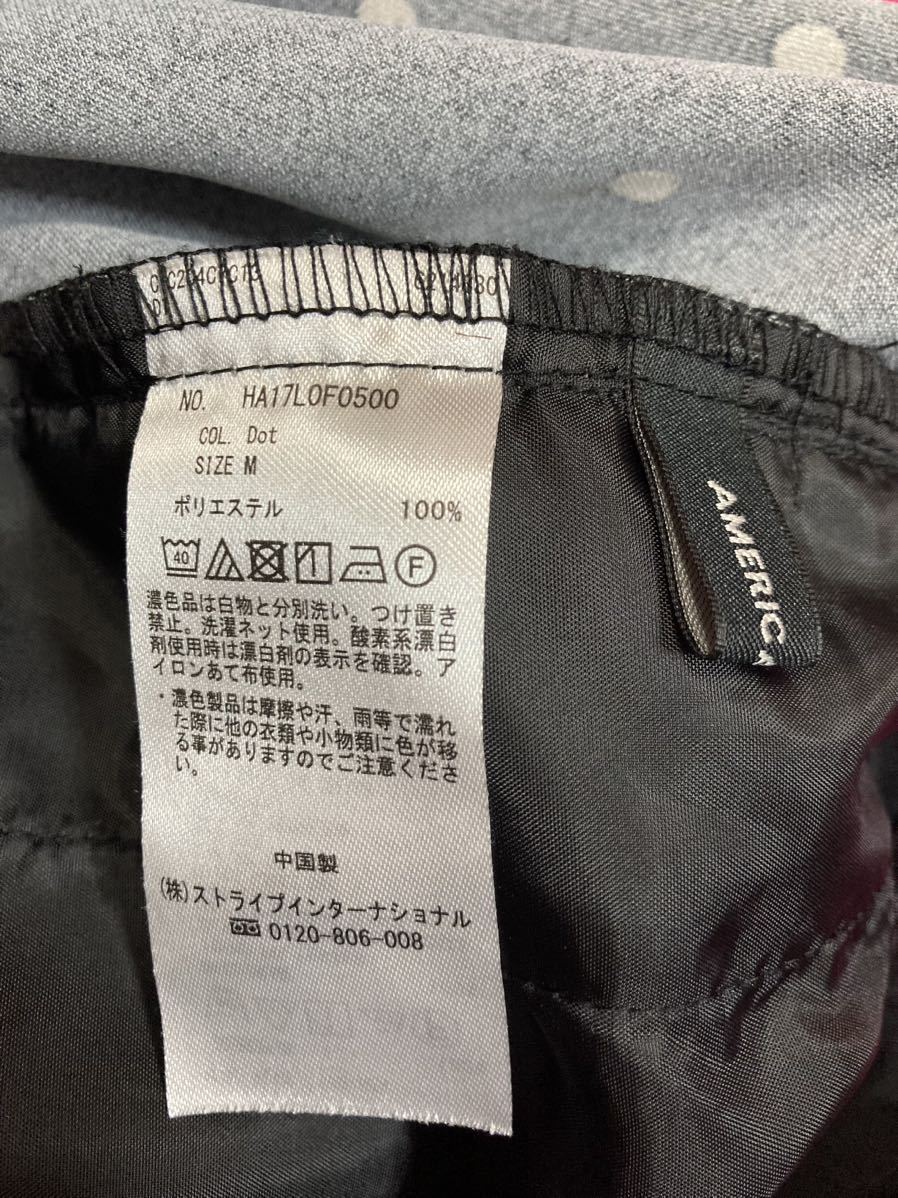 NO. HA17L0F0500
COL. Dot
SIZE M
ポリエステル 100%
40
F
濃色品は白物と分別洗い。つけ置き
禁止。洗濯ネット使用。酸素系漂白
剤使用時は漂白剤の表示を確認。ア
イロンあて布使用。
・濃色製品は摩擦や汗、雨等で濡れ
た際に他の衣類や小物類に色が移
る事がありますのでご注意くださ
い。
中国製
(株)ストライプインターナショナル
0120-806-008
AMERIC